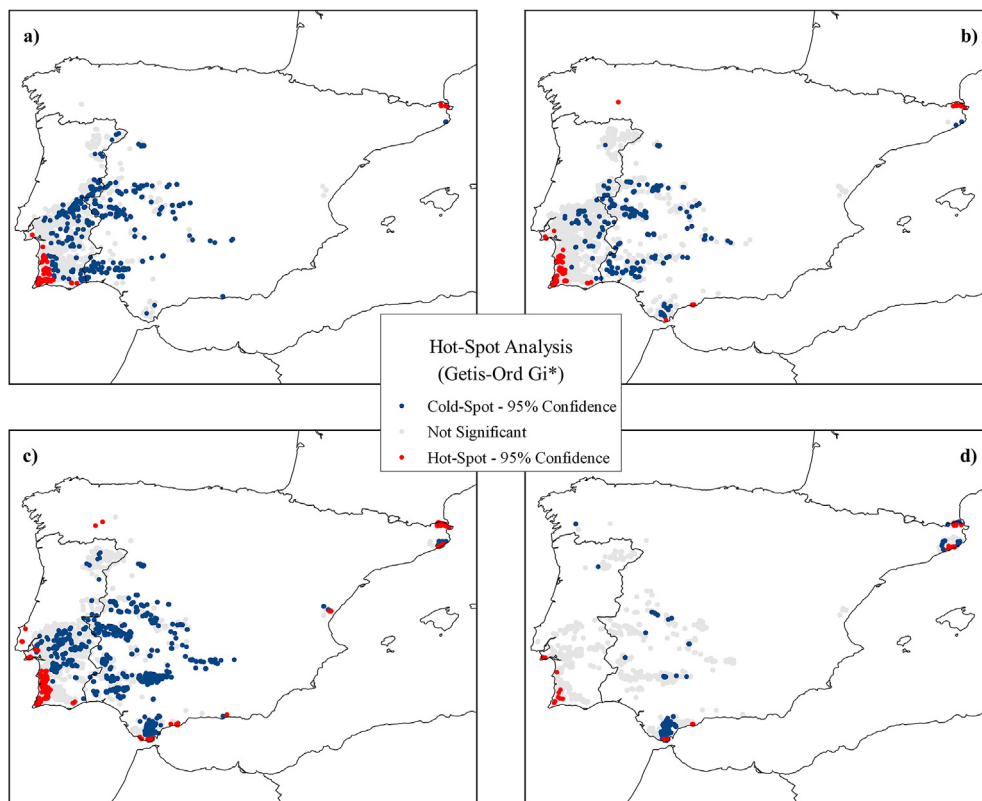 a)
b)
Hot-Spot Analysis
(Getis-Ord Gi*)
Cold-Spot - 95% Confidence
Not Significant
Hot-Spot - 95% Confidence
c)
d)